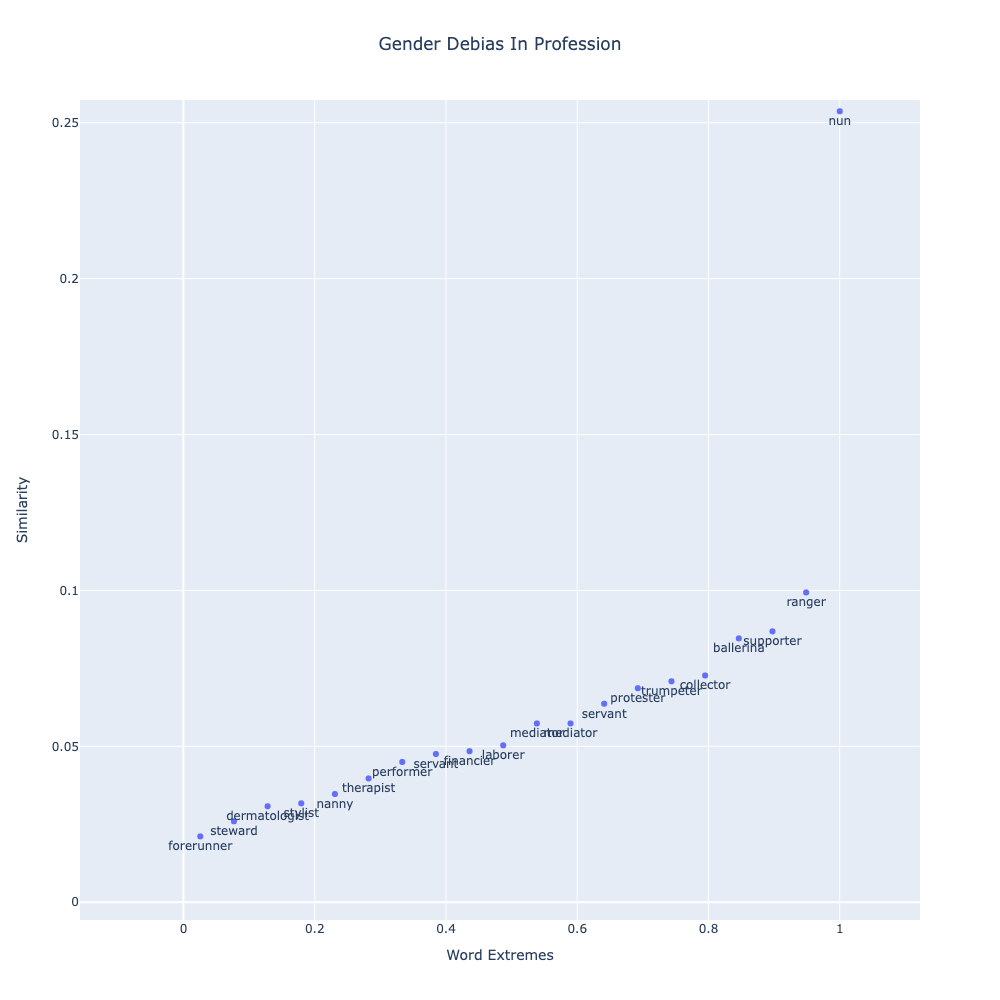 Gender Debias In Profession
0.25
nun
0.2
0.15
Similarity
0.1
ranger
supporter
ballerina
collector
trumpeter
protester
servant
mediator
mediator
0.05
laborer
financier
servant
performer
therapist
nanny
stylist
dermatologist
steward
forerunner
0
0 0.2 0.4 0.6 0.8 1
Word Extremes